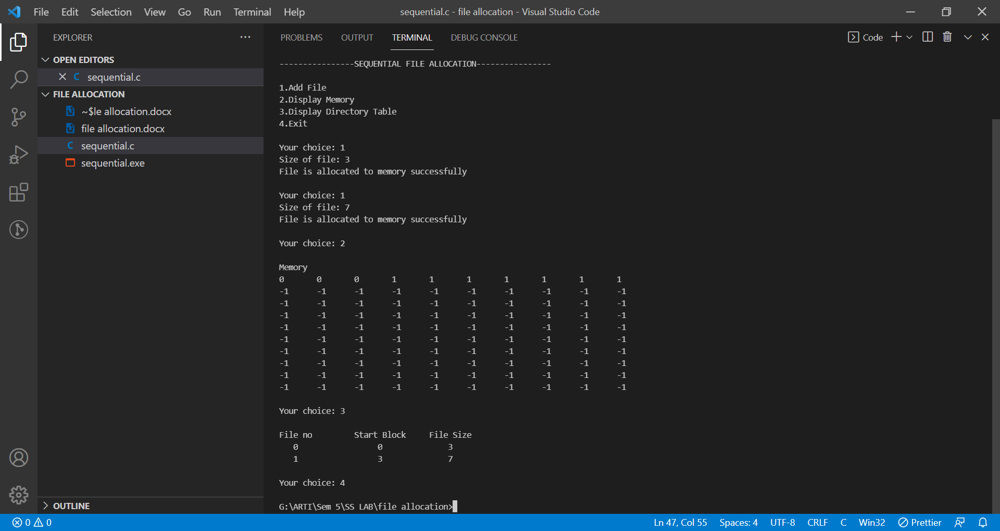 File Edit Selection View Go Run Terminal Help sequential.c - file allocation - Visual Studio Code
EXPLORER
OPEN EDITORS
C sequential.c
FILE ALLOCATION
~$le allocation.docx
file allocation.docx
C sequential.c
sequential.exe
OUTLINE
PROBLEMS OUTPUT TERMINAL DEBUG CONSOLE Code
----------------SEQUENTIAL FILE ALLOCATION----------------
1.Add File
2.Display Memory
3.Display Directory Table
4.Exit
Your choice: 1
Size of file: 3
File is allocated to memory successfully
Your choice: 1
Size of file: 7
File is allocated to memory successfully
Your choice: 2
Memory
0 0 0 1 1 1 1 1 1 1
-1 -1 -1 -1 -1 -1 -1 -1 -1 -1
-1 -1 -1 -1 -1 -1 -1 -1 -1 -1
-1 -1 -1 -1 -1 -1 -1 -1 -1 -1
-1 -1 -1 -1 -1 -1 -1 -1 -1 -1
-1 -1 -1 -1 -1 -1 -1 -1 -1 -1
-1 -1 -1 -1 -1 -1 -1 -1 -1 -1
-1 -1 -1 -1 -1 -1 -1 -1 -1 -1
-1 -1 -1 -1 -1 -1 -1 -1 -1 -1
-1 -1 -1 -1 -1 -1 -1 -1 -1 -1
Your choice: 3
File no Start Block File Size
0 0 3
1 3 7
Your choice: 4
G:\ARTI\Sem 5\SS LAB\file allocation>
0 0 Ln 47, Col 55 Spaces: 4 UTF-8 CRLF C Win32 Prettier